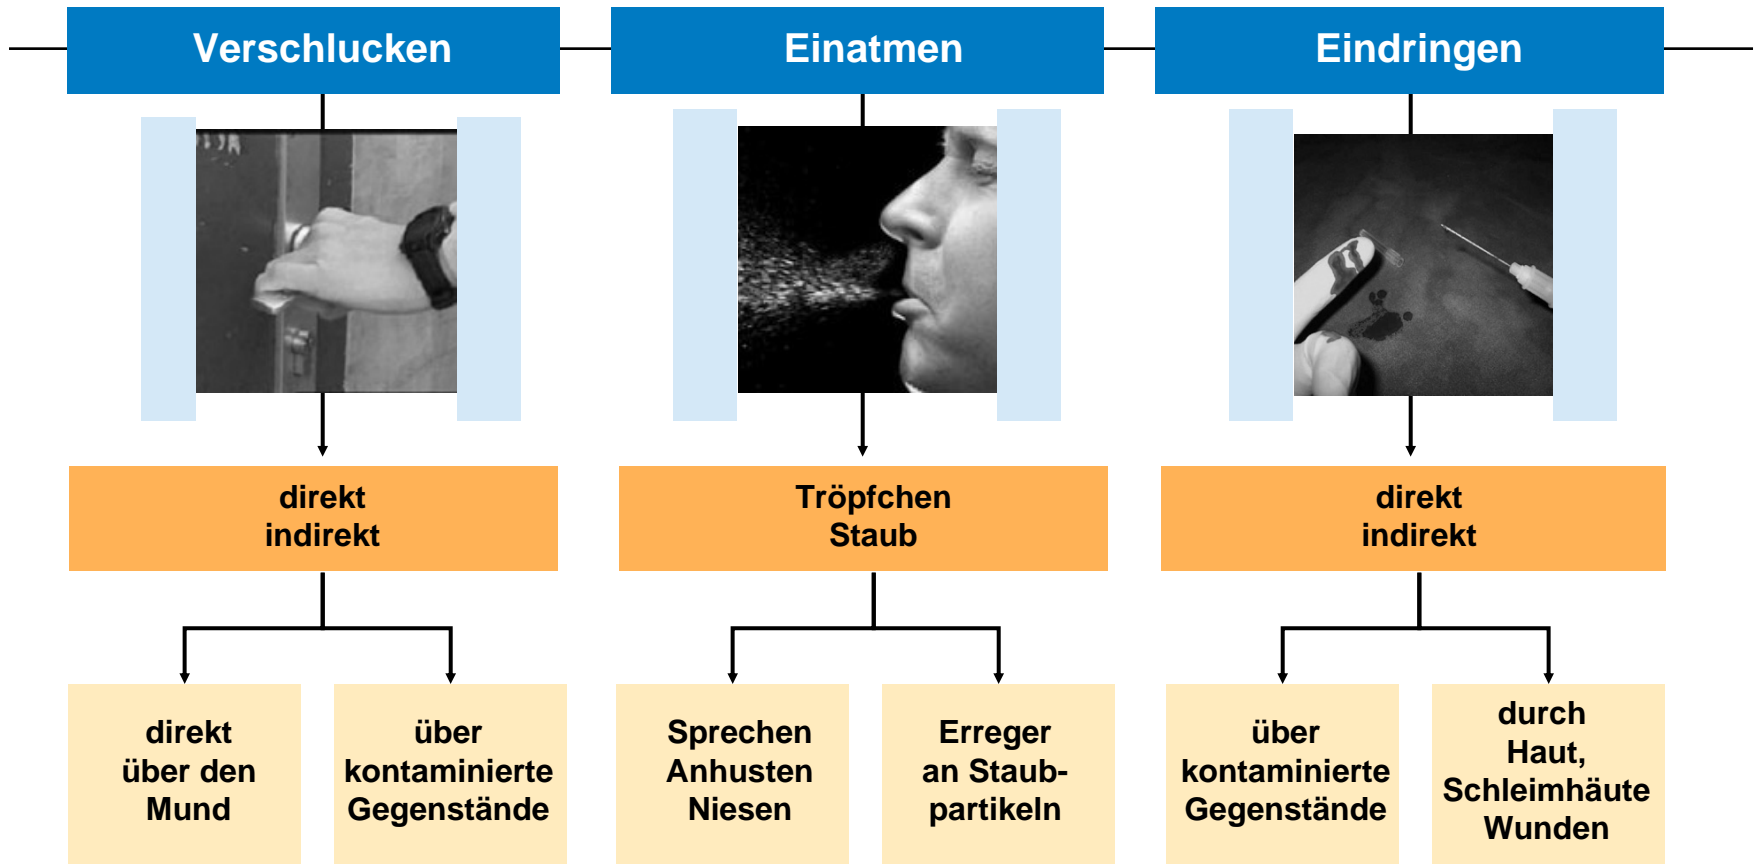 Verschlucken
Einatmen
Eindringen
direkt
indirekt
Tröpfchen
Staub
direkt
indirekt
direkt
über den
Mund
über
kontaminierte
Gegenstände
Sprechen
Anhusten
Niesen
Erreger
an Staub-
partikeln
über
kontaminierte
Gegenstände
durch
Haut,
Schleimhäute
Wunden